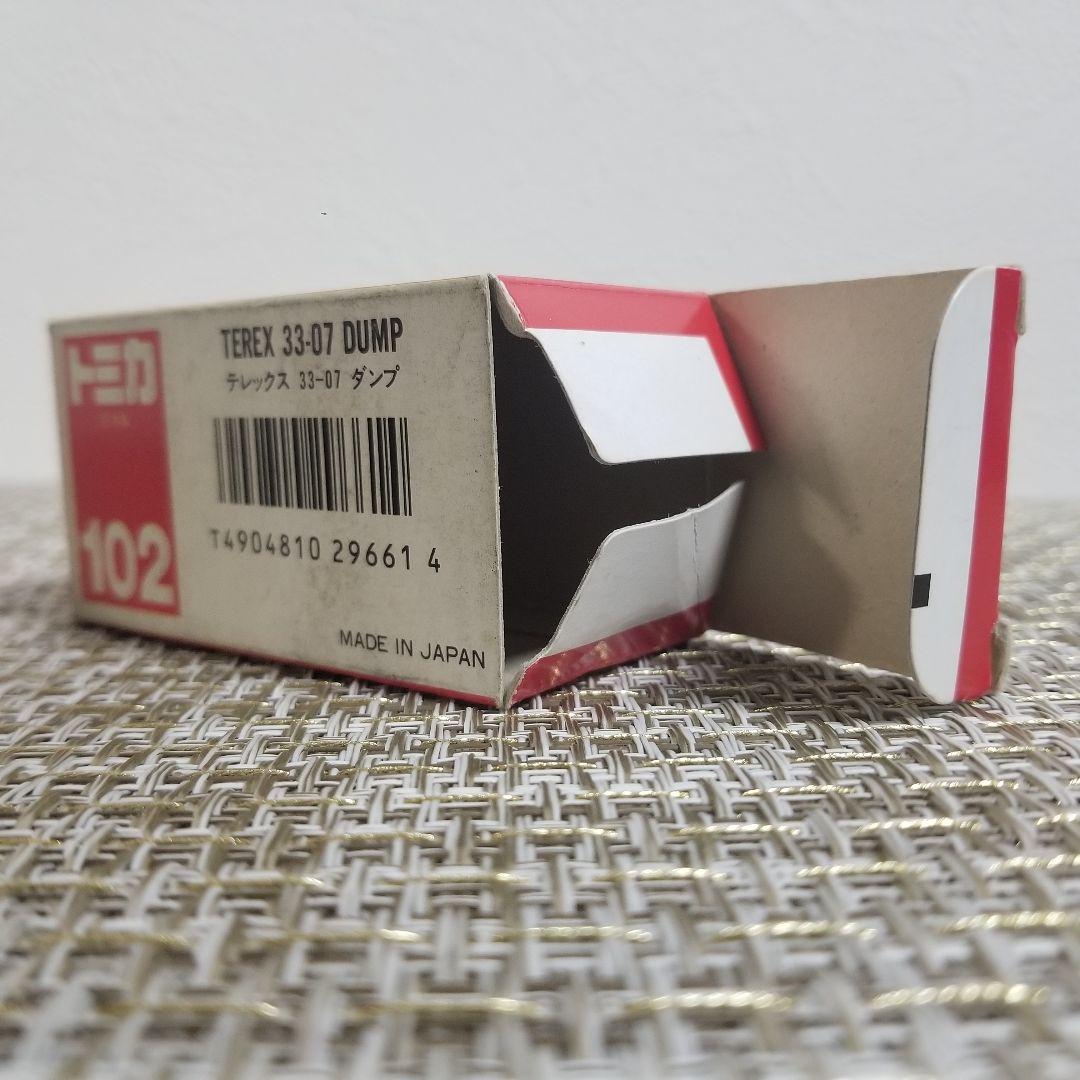 トミカ
102
TEREX 33-07 DUMP
テレックス 33-07 ダンプ
T4904810 29661 4
MADE IN JAPAN